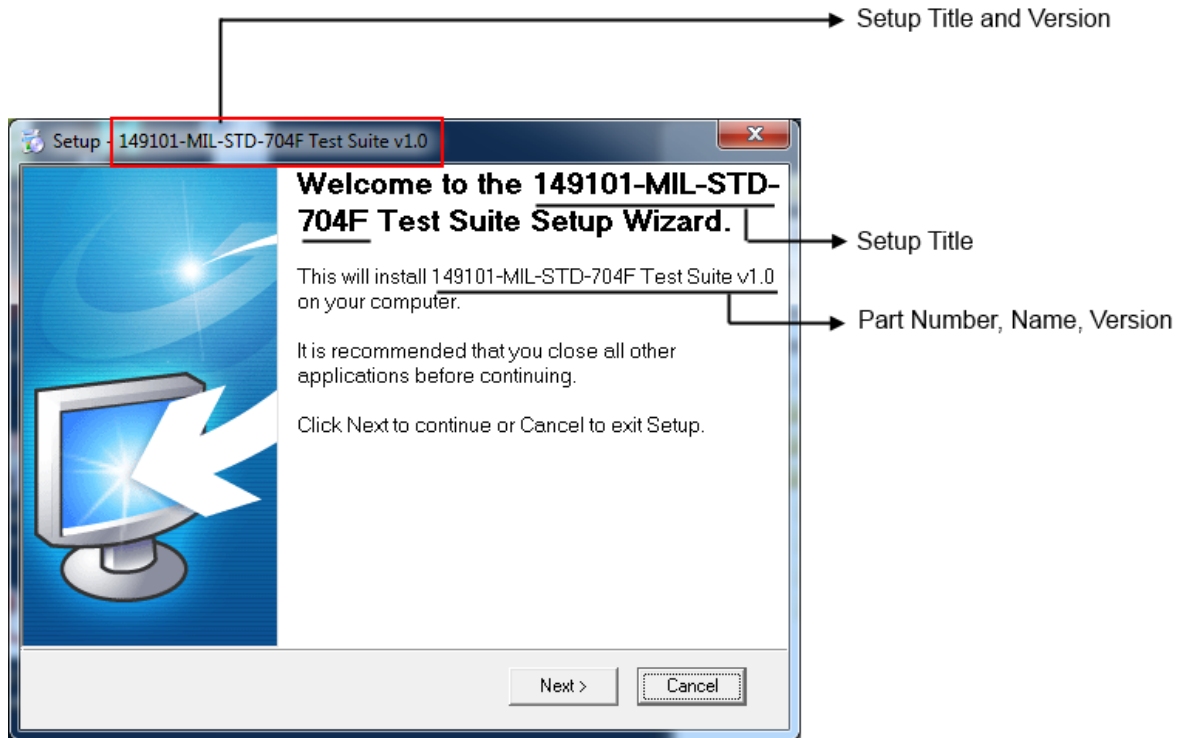 Setup Title and Version
Setup - 149101-MIL-STD-704F Test Suite v1.0
Welcome to the 149101-MIL-STD-
704F Test Suite Setup Wizard.
Setup Title
This will install 149101-MIL-STD-704F Test Suite v1.0
on your computer.
Part Number, Name, Version
It is recommended that you close all other
applications before continuing.
Click Next to continue or Cancel to exit Setup.
Next >
Cancel